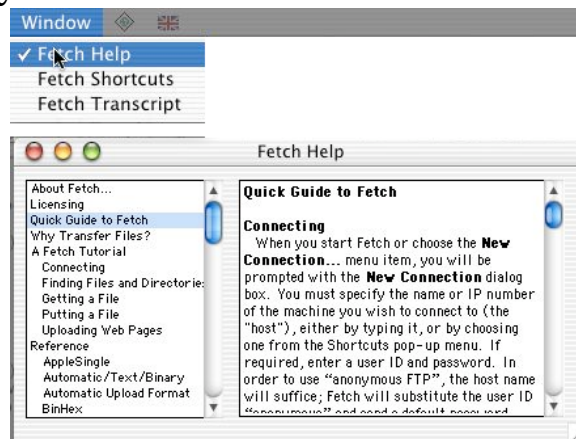 Window
✓ Fetch Help
Fetch Shortcuts
Fetch Transcript
Fetch Help
About Fetch...
Licensing
Quick Guide to Fetch
Why Transfer Files?
A Fetch Tutorial
Connecting
Finding Files and Directories
Getting a File
Putting a File
Uploading Web Pages
Reference
AppleSingle
Automatic/Text/Binary
Automatic Upload Format
BinHex
Quick Guide to Fetch
Connecting
When you start Fetch or choose the New
Connection... menu item, you will be
prompted with the New Connection dialog
box. You must specify the name or IP number
of the machine you wish to connect to (the
"host"), either by typing it, or by choosing
one from the Shortcuts pop-up menu. If
required, enter a user ID and password. In
order to use “anonymous FTP”, the host name
will suffice; Fetch will substitute the user ID